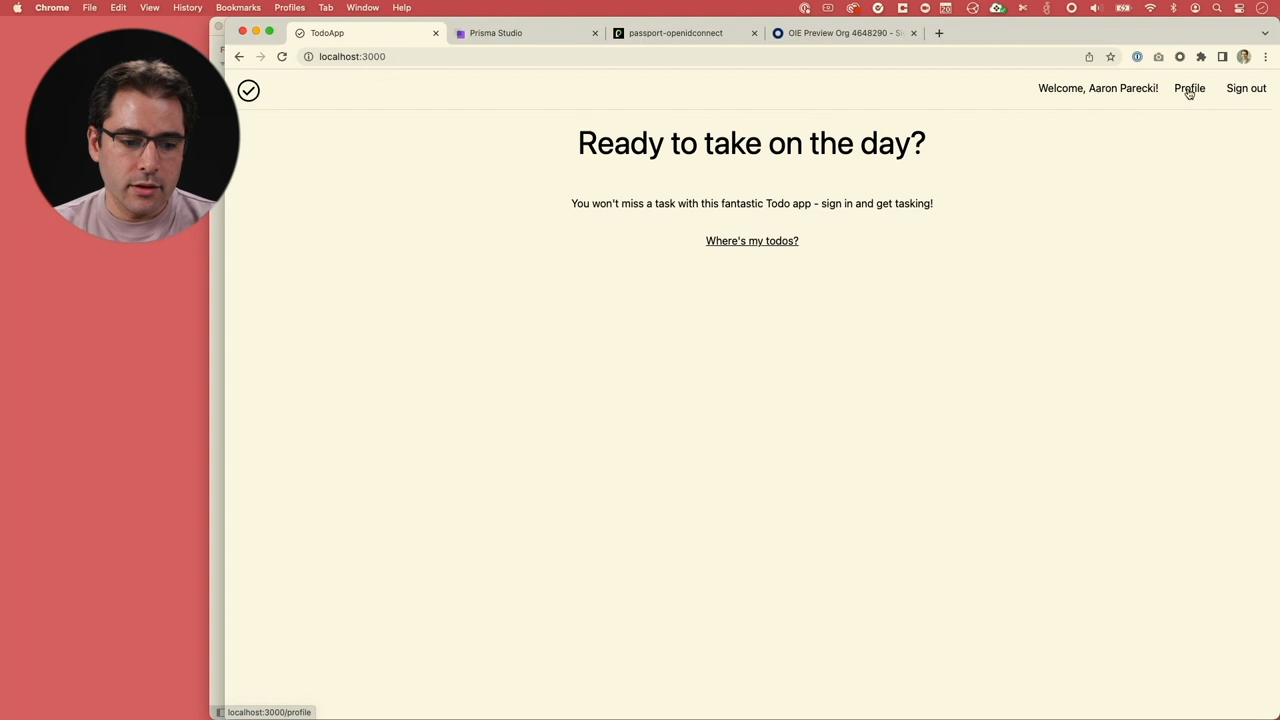 Chrome File Edit View History Bookmarks Profiles Tab Window Help
TodoApp
Prisma Studio
passport-openidconnect
OIE Preview Org 4648290 - Si
localhost:3000
Welcome, Aaron Parecki! Profile Sign out
Ready to take on the day?
You won't miss a task with this fantastic Todo app - sign in and get tasking!
Where's my todos?
localhost:3000/profile